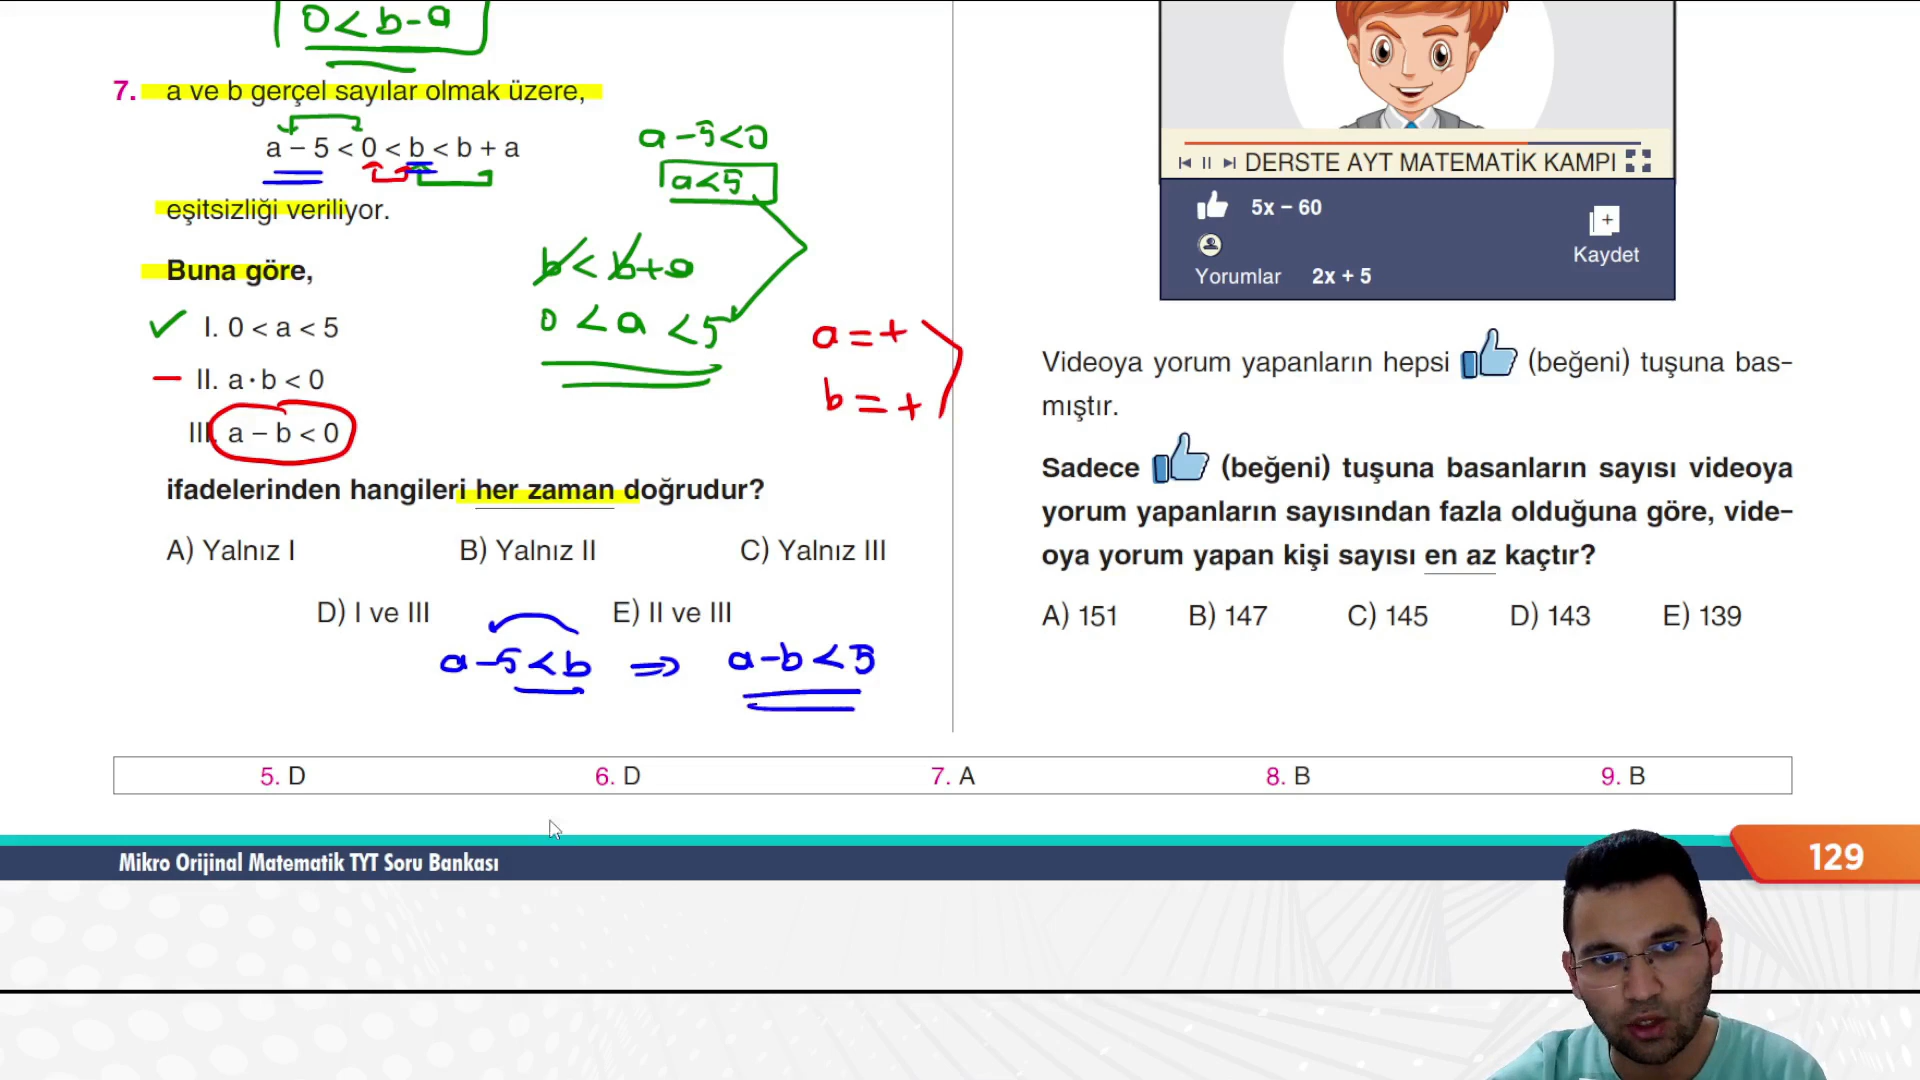 0 < b - a
7. a ve b gerçel sayılar olmak üzere,
a − 5 < 0 < b < b + a
eşitsizliği veriliyor.
Buna göre,
I. 0 < a < 5
II. a · b < 0
III. a − b < 0
ifadelerinden hangileri her zaman doğrudur?
A) Yalnız I B) Yalnız II C) Yalnız III
D) I ve III E) II ve III
a - 5 < 0
a < 5
b < b + a
0 < a < 5
a = +
b = +
a - 5 < b ⇒ a - b < 5
DERSTE AYT MATEMATİK KAMPI
5x − 60
Kaydet
Yorumlar 2x + 5
Videoya yorum yapanların hepsi (beğeni) tuşuna bas-
mıştır.
Sadece (beğeni) tuşuna basanların sayısı videoya
yorum yapanların sayısından fazla olduğuna göre, vide-
oya yorum yapan kişi sayısı en az kaçtır?
A) 151 B) 147 C) 145 D) 143 E) 139
5. D 6. D 7. A 8. B 9. B
Mikro Orijinal Matematik TYT Soru Bankası
129